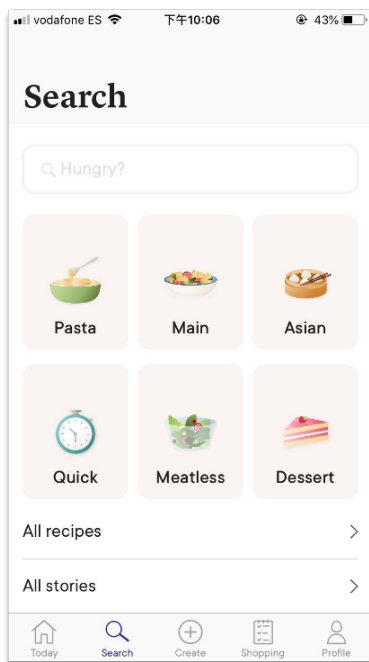 vodafone ES 下午10:06 43%
Search
Hungry?
Pasta Main Asian
Quick Meatless Dessert
All recipes
All stories
Today Search Create Shopping Profile